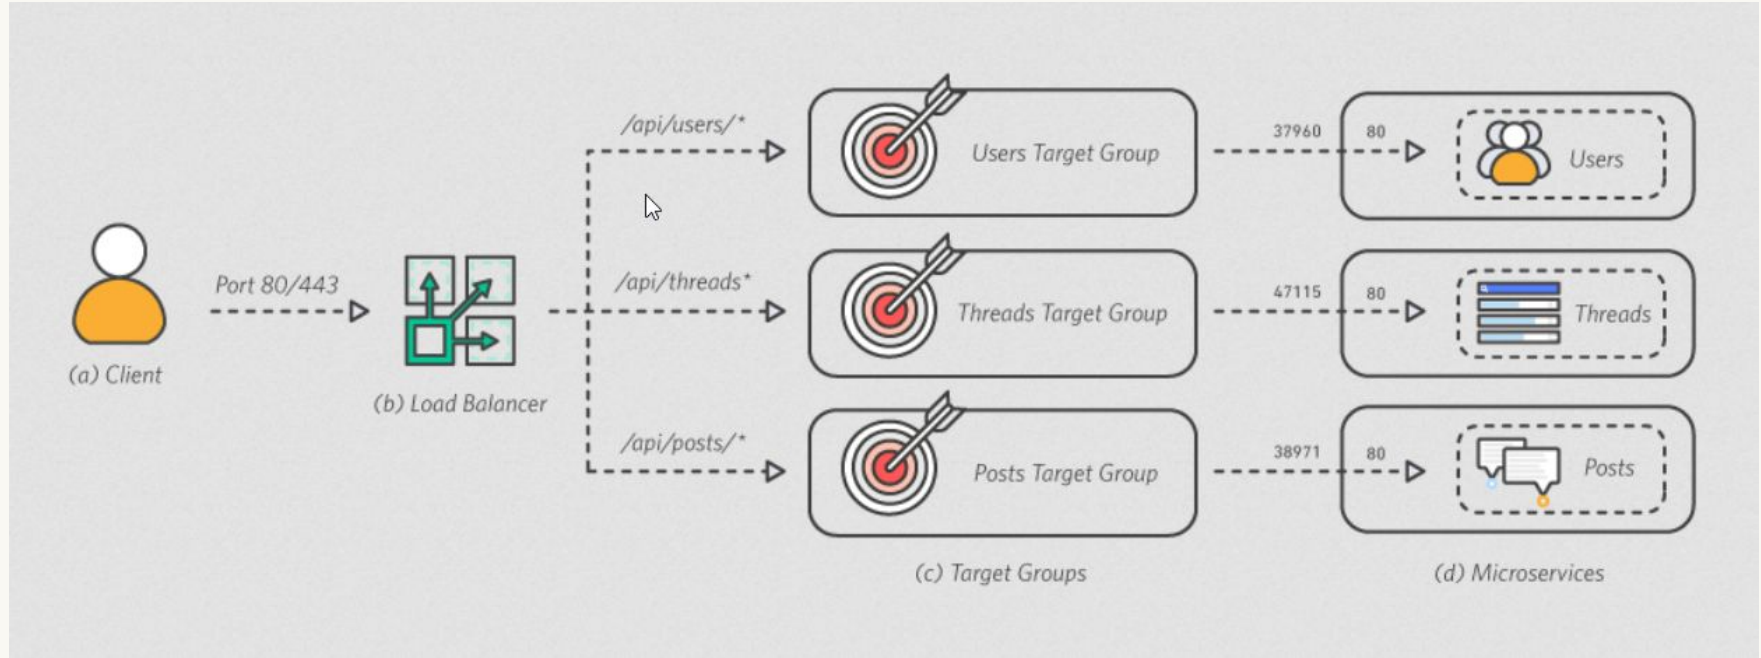 /api/users/*
Users Target Group
37960
80
Users
Port 80/443
(a) Client
(b) Load Balancer
/api/threads*
Threads Target Group
47115
80
Threads
/api/posts/*
Posts Target Group
38971
80
Posts
(c) Target Groups
(d) Microservices